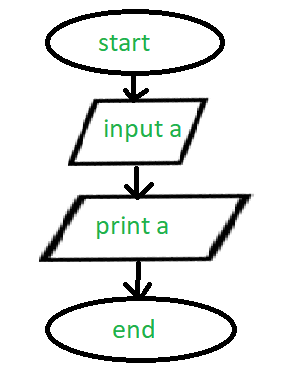 start
input a
print a
end